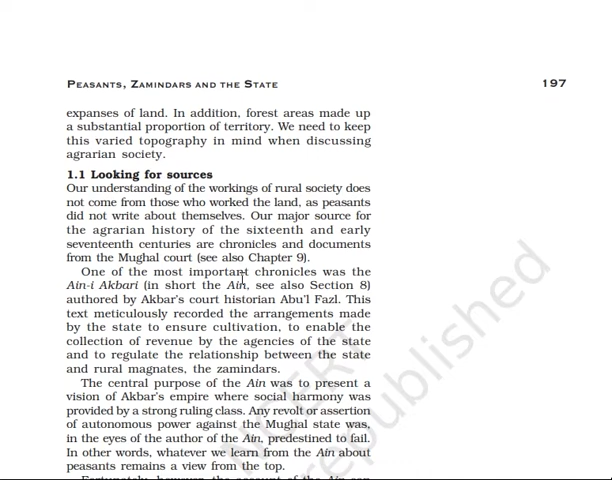 PEASANTS, ZAMINDARS AND THE STATE
197
expanses of land. In addition, forest areas made up
a substantial proportion of territory. We need to keep
this varied topography in mind when discussing
agrarian society.
1.1 Looking for sources
Our understanding of the workings of rural society does
not come from those who worked the land, as peasants
did not write about themselves. Our major source for
the agrarian history of the sixteenth and early
seventeenth centuries are chronicles and documents
from the Mughal court (see also Chapter 9).
One of the most important chronicles was the
Ain-i Akbari (in short the Ain, see also Section 8)
authored by Akbar's court historian Abu'l Fazl. This
text meticulously recorded the arrangements made
by the state to ensure cultivation, to enable the
collection of revenue by the agencies of the state
and to regulate the relationship between the state
and rural magnates, the zamindars.
The central purpose of the Ain was to present a
vision of Akbar's empire where social harmony was
provided by a strong ruling class. Any revolt or assertion
of autonomous power against the Mughal state was,
in the eyes of the author of the Ain, predestined to fail.
In other words, whatever we learn from the Ain about
peasants remains a view from the top.
Fortunately, however, the account of the Ain can
NCERT
republished